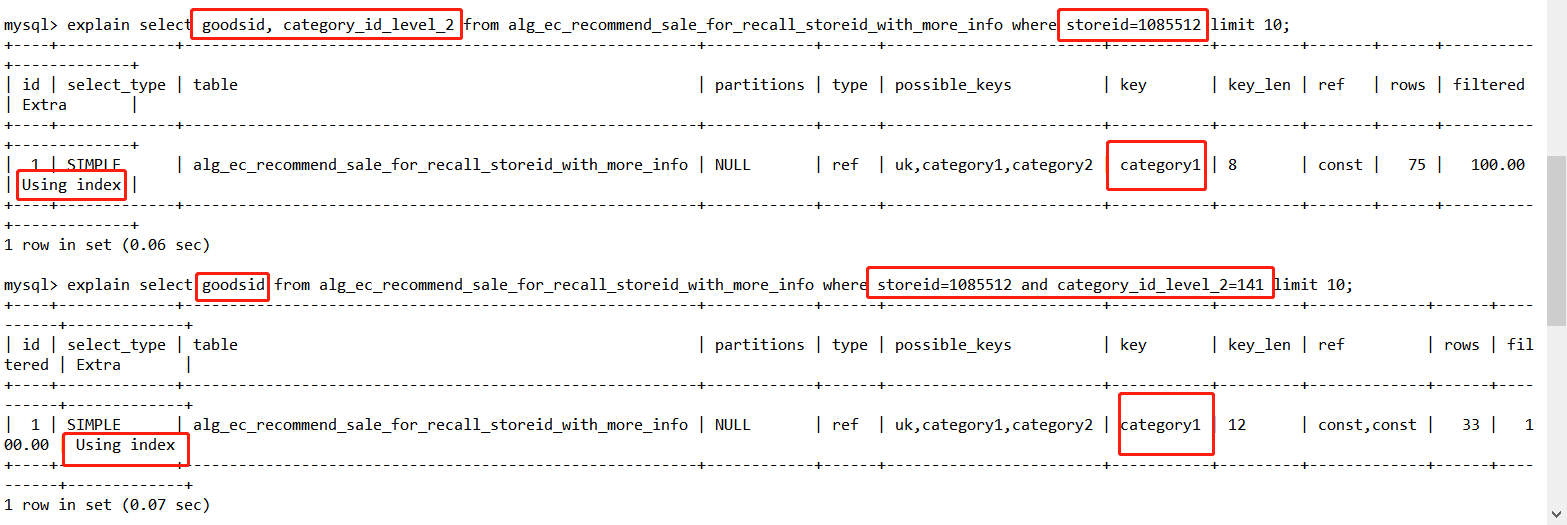 mysql> explain select goodsid, category_id_level_2 from alg_ec_recommend_sale_for_recall_storeid_with_more_info where storeid=1085512 limit 10;
+----+-------------+------------------------------------------------------+------------+------+------------------------+-----------+---------+-------+------+----------
+-------------+
| id | select_type | table | partitions | type | possible_keys | key | key_len | ref | rows | filtered
| Extra |
+----+-------------+------------------------------------------------------+------------+------+------------------------+-----------+---------+-------+------+----------
+-------------+
| 1 | SIMPLE | alg_ec_recommend_sale_for_recall_storeid_with_more_info | NULL | ref | uk,category1,category2 | category1 | 8 | const | 75 | 100.00
| Using index |
+----+-------------+------------------------------------------------------+------------+------+------------------------+-----------+---------+-------+------+----------
+-------------+
1 row in set (0.06 sec)
mysql> explain select goodsid from alg_ec_recommend_sale_for_recall_storeid_with_more_info where storeid=1085512 and category_id_level_2=141 limit 10;
+----+-------------+------------------------------------------------------+------------+------+------------------------+-----------+---------+-------------+------+----
------+-------------+
| id | select_type | table | partitions | type | possible_keys | key | key_len | ref | rows | fil
tered | Extra |
+----+-------------+------------------------------------------------------+------------+------+------------------------+-----------+---------+-------------+------+----
------+-------------+
| 1 | SIMPLE | alg_ec_recommend_sale_for_recall_storeid_with_more_info | NULL | ref | uk,category1,category2 | category1 | 12 | const,const | 33 | 1
00.00 | Using index |
+----+-------------+------------------------------------------------------+------------+------+------------------------+-----------+---------+-------------+------+----
------+-------------+
1 row in set (0.07 sec)